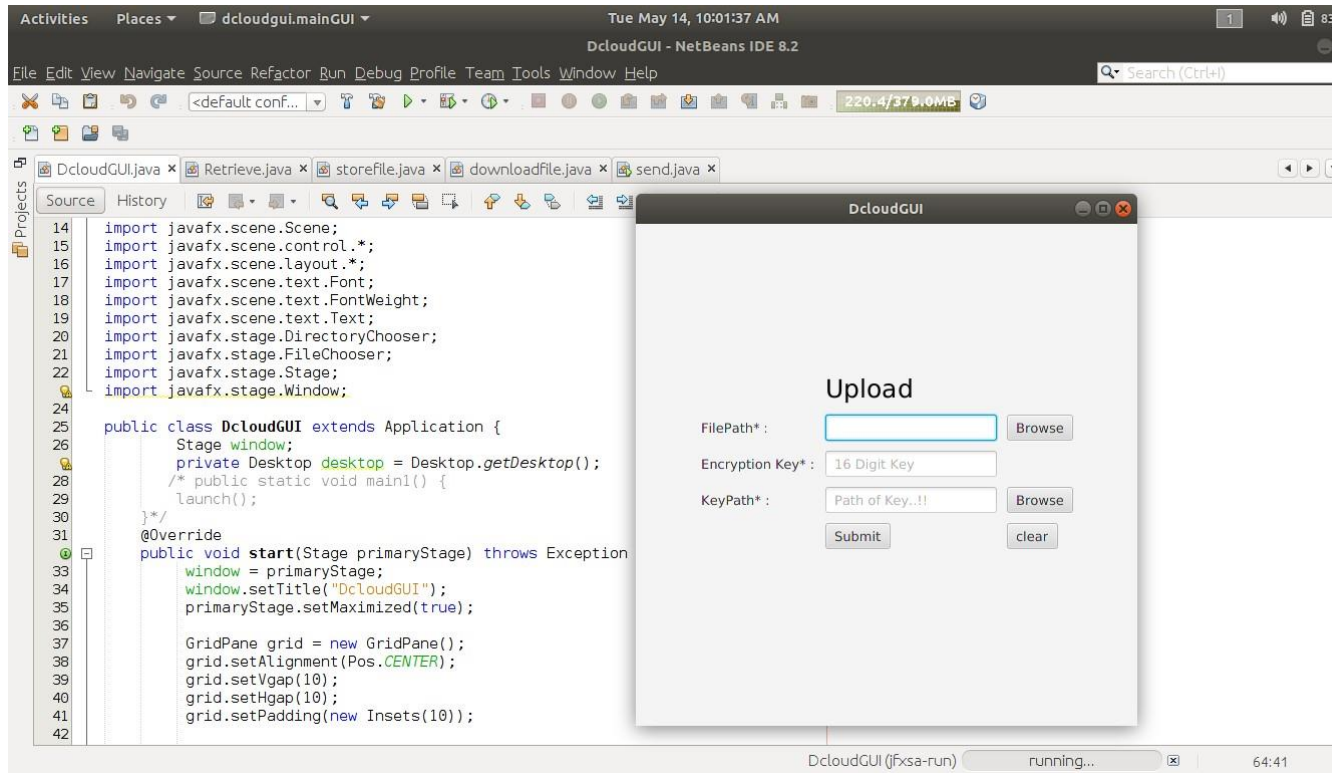 Activities Places dcloudgui.mainGUI Tue May 14, 10:01:37 AM 1 83
DcloudGUI - NetBeans IDE 8.2
File Edit View Navigate Source Refactor Run Debug Profile Team Tools Window Help Search (Ctrl+I)
<default conf... 220.4/379.0MB
DcloudGUI.java Retrieve.java storefile.java downloadfile.java send.java
Projects
Source History
14 import javafx.scene.Scene;
15 import javafx.scene.control.*;
16 import javafx.scene.layout.*;
17 import javafx.scene.text.Font;
18 import javafx.scene.text.FontWeight;
19 import javafx.scene.text.Text;
20 import javafx.stage.DirectoryChooser;
21 import javafx.stage.FileChooser;
22 import javafx.stage.Stage;
import javafx.stage.Window;
24
25 public class DcloudGUI extends Application {
26 Stage window;
private Desktop desktop = Desktop.getDesktop();
28 /* public static void main1() {
29 launch();
30 }*/
31 @Override
public void start(Stage primaryStage) throws Exception
33 window = primaryStage;
34 window.setTitle("DcloudGUI");
35 primaryStage.setMaximized(true);
36
37 GridPane grid = new GridPane();
38 grid.setAlignment(Pos.CENTER);
39 grid.setVgap(10);
40 grid.setHgap(10);
41 grid.setPadding(new Insets(10));
42
DcloudGUI
Upload
FilePath* : Browse
Encryption Key* : 16 Digit Key
KeyPath* : Path of Key..!! Browse
Submit clear
DcloudGUI (jfxsa-run) running... 64:41